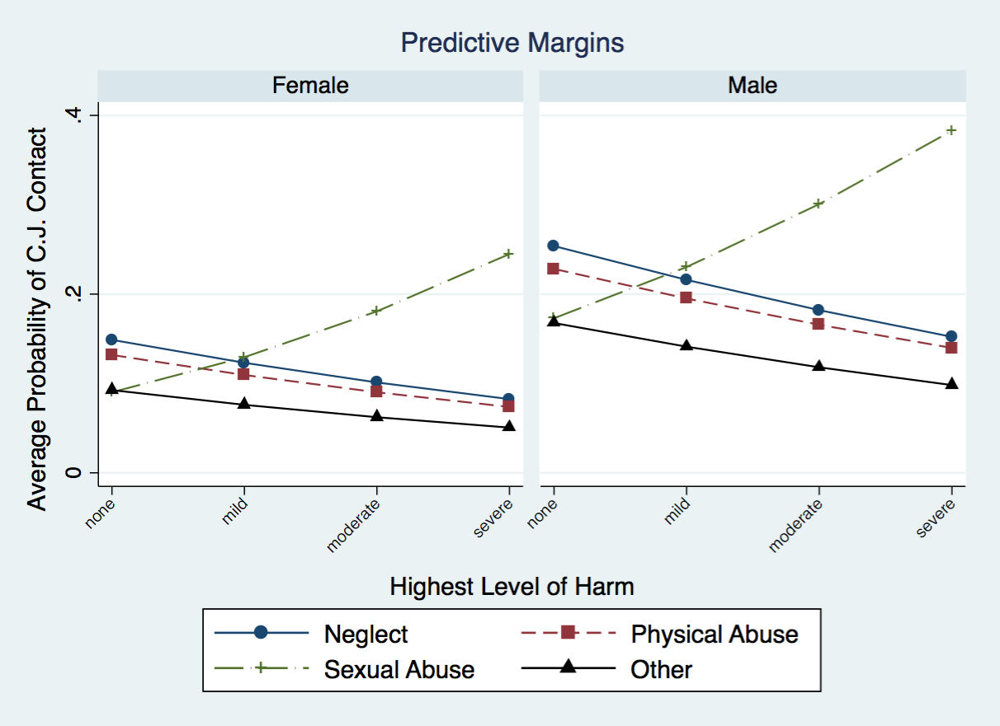 Predictive Margins
Female
Male
Average Probability of C.J. Contact
.4
.2
0
none
mild
moderate
severe
none
mild
moderate
severe
Highest Level of Harm
Neglect
Physical Abuse
Sexual Abuse
Other